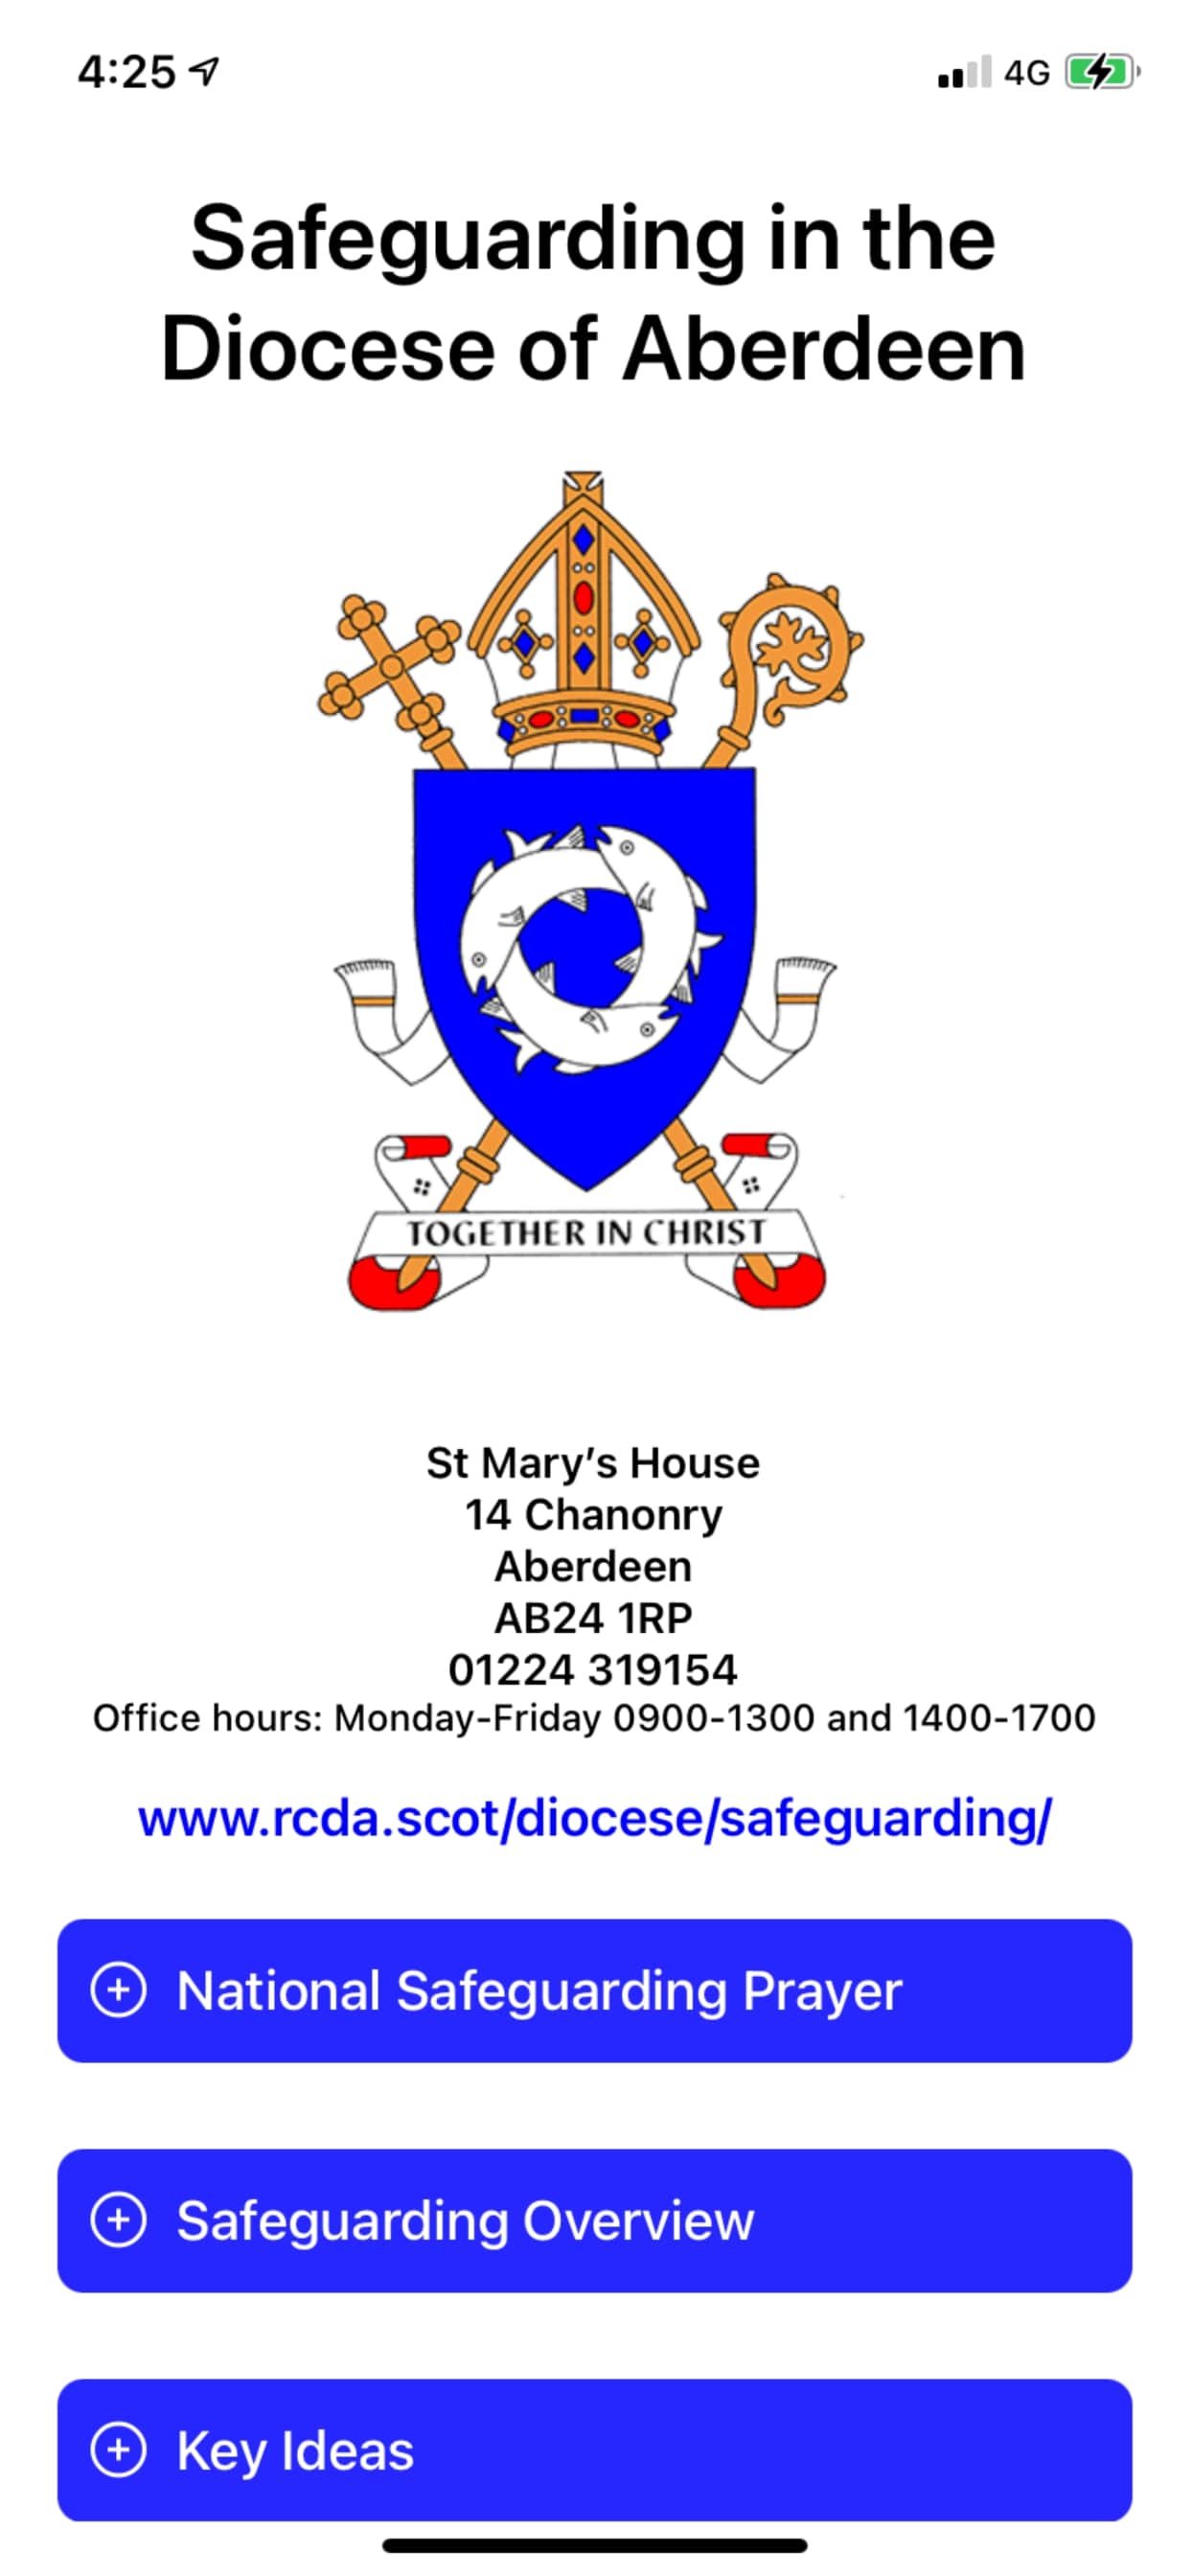 4:25
4G
Safeguarding in the
Diocese of Aberdeen
TOGETHER IN CHRIST
St Mary’s House
14 Chanonry
Aberdeen
AB24 1RP
01224 319154
Office hours: Monday-Friday 0900-1300 and 1400-1700
www.rcda.scot/diocese/safeguarding/
National Safeguarding Prayer
Safeguarding Overview
Key Ideas